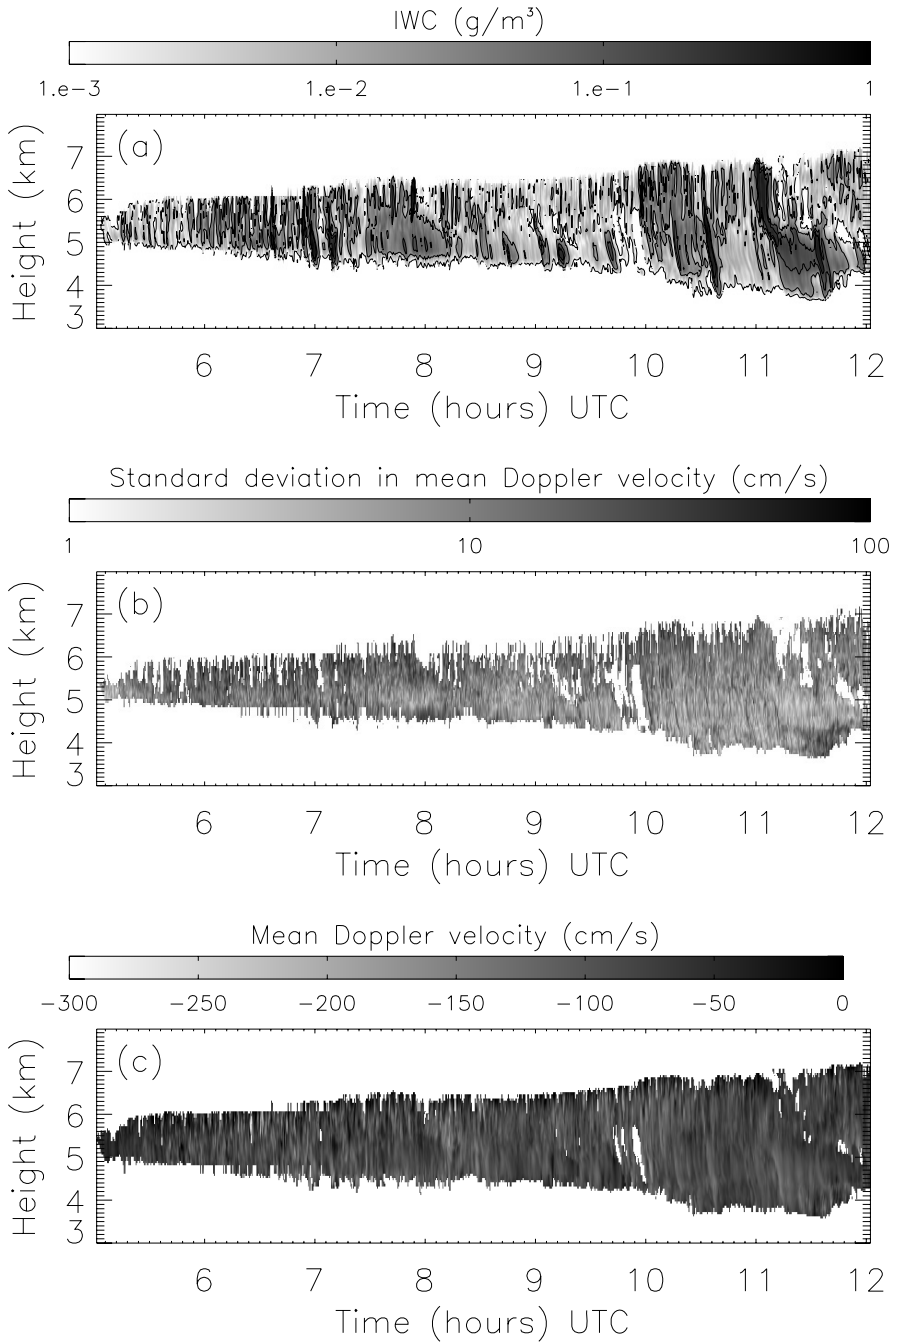 IWC (g/m³)
1.e−3 1.e−2 1.e−1 1
(a)
Height (km)
7
6
5
4
3
6 7 8 9 10 11 12
Time (hours) UTC
Standard deviation in mean Doppler velocity (cm/s)
1 10 100
(b)
Height (km)
7
6
5
4
3
6 7 8 9 10 11 12
Time (hours) UTC
Mean Doppler velocity (cm/s)
−300 −250 −200 −150 −100 −50 0
(c)
Height (km)
7
6
5
4
3
6 7 8 9 10 11 12
Time (hours) UTC